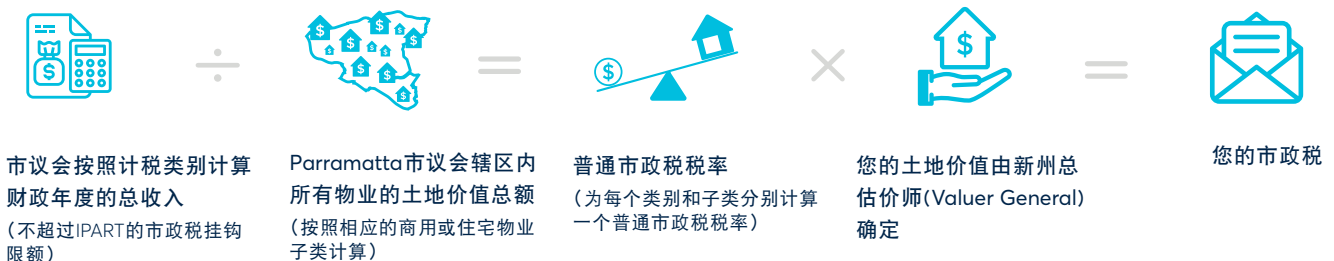 市议会按照计税类别计算
财政年度的总收入
（不超过IPART的市政税挂钩
限额）
Parramatta市议会辖区内
所有物业的土地价值总额
（按照相应的商用或住宅物业
子类计算）
普通市政税税率
（为每个类别和子类分别计算
一个普通市政税税率）
您的土地价值由新州总
估价师(Valuer General)
确定
您的市政税